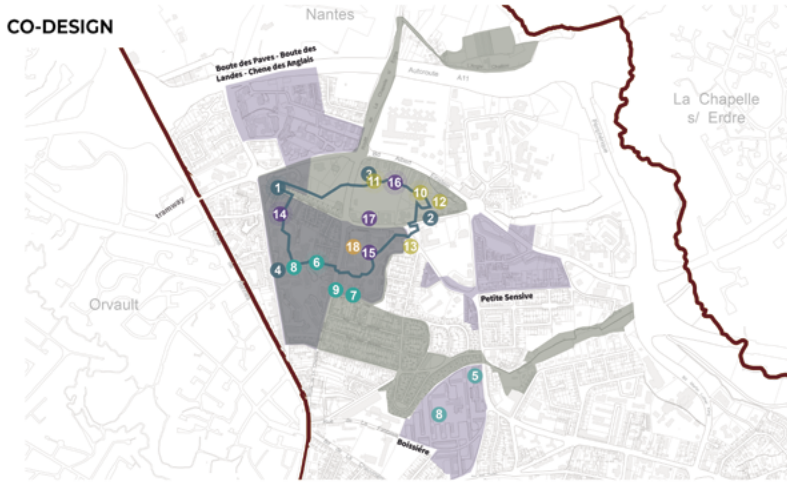 CO-DESIGN
Nantes
Boute des Paves - Boute des
Landes - Chene des Anglais
Autoroute
A11
La Chapelle
s/ Erdre
tramway
Orvault
1
3
11
16
10
12
2
14
17
18
15
13
4
8
6
9
7
Petite Sensive
5
8
Boissiére